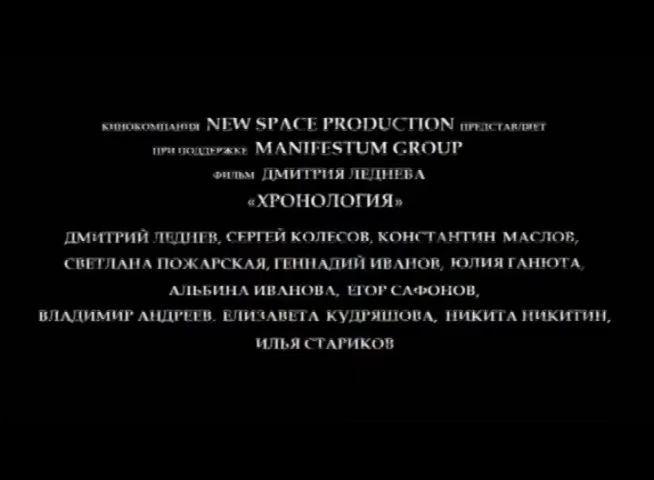 КИНОКОМПАНИЯ NEW SPACE PRODUCTION ПРЕДСТАВЛЯЕТ
ПРИ ПОДДЕРЖКЕ MANIFESTUM GROUP
ФИЛЬМ ДМИТРИЯ ЛЕДНЕВА
«ХРОНОЛОГИЯ»
ДМИТРИЙ ЛЕДНЕВ, СЕРГЕЙ КОЛЕСОВ, КОНСТАНТИН МАСЛОВ,
СВЕТЛАНА ПОЖАРСКАЯ, ГЕННАДИЙ ИВАНОВ, ЮЛИЯ ГАНЮТА,
АЛЬБИНА ИВАНОВА, ЕГОР САФОНОВ,
ВЛАДИМИР АНДРЕЕВ, ЕЛИЗАВЕТА КУДРЯШОВА, НИКИТА НИКИТИН,
ИЛЬЯ СТАРИКОВ